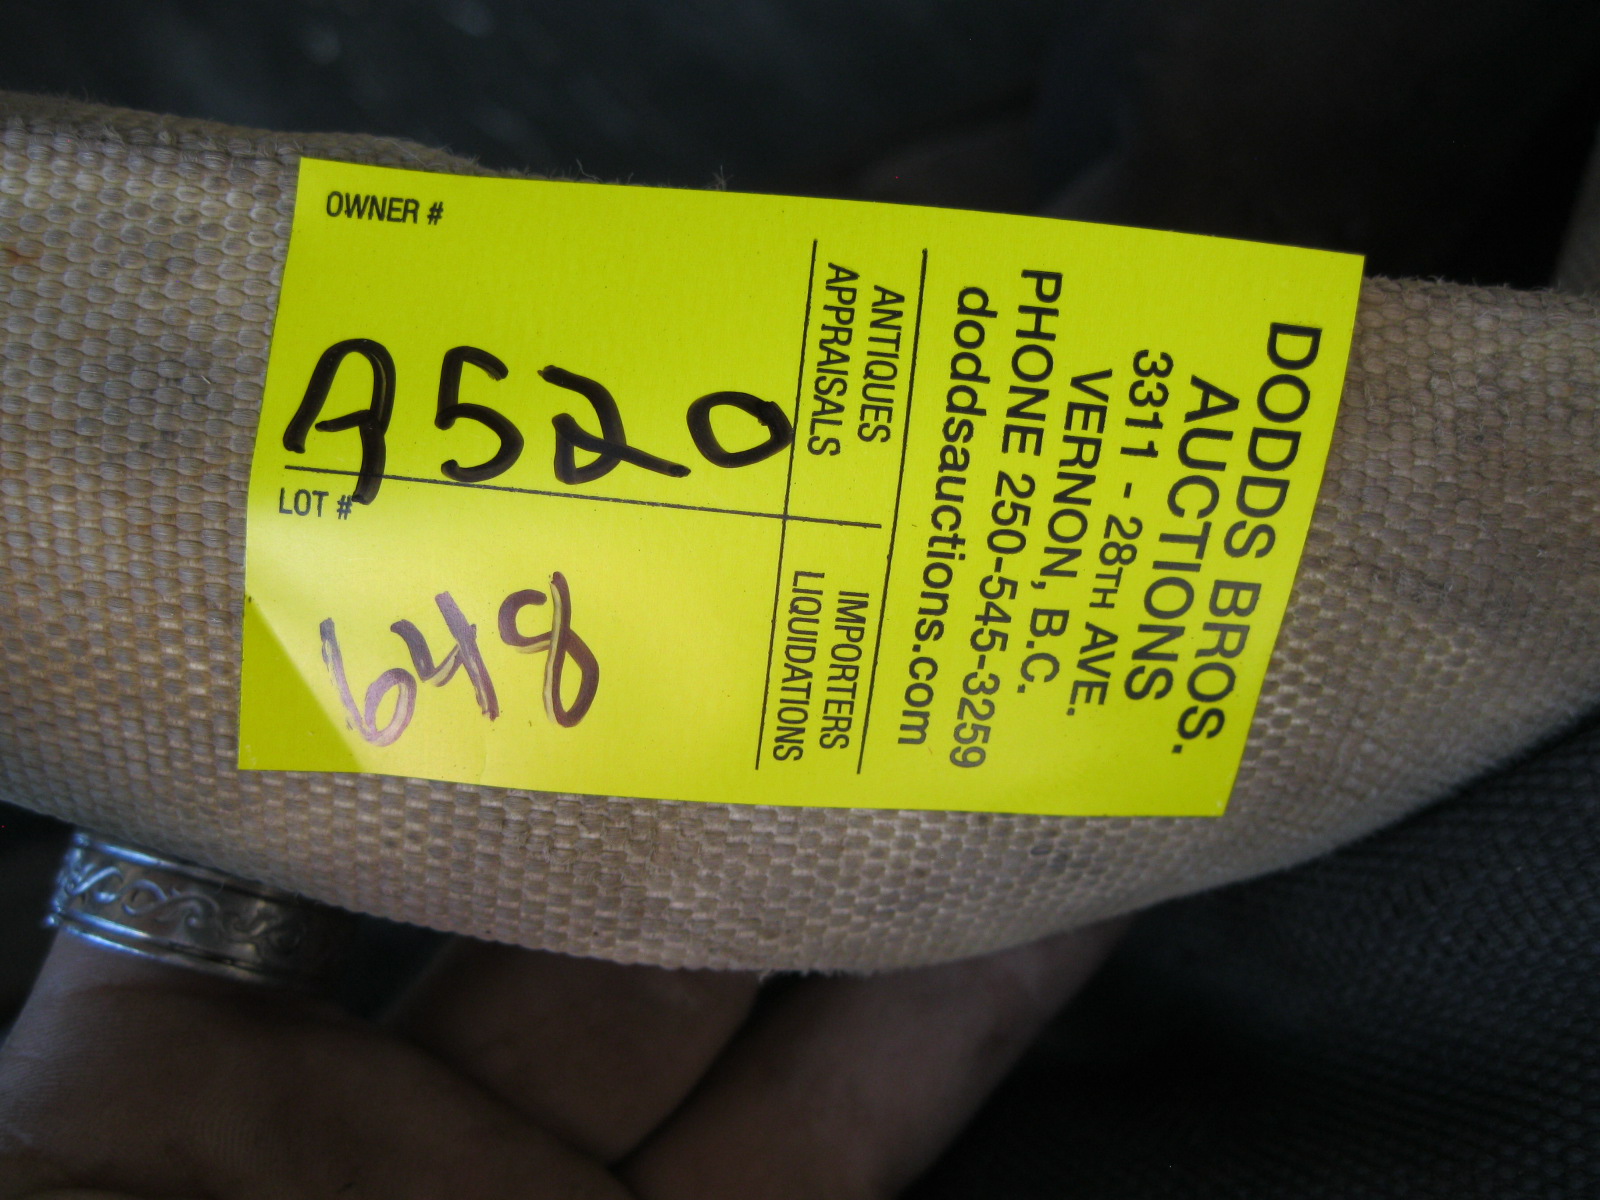 DODDS BROS.
AUCTIONS
3311 - 28TH AVE.
VERNON, B.C.
PHONE 250-545-3259
doddsauctions.com
ANTIQUES
APPRAISALS
IMPORTERS
LIQUIDATIONS
OWNER #
A520
LOT #
648